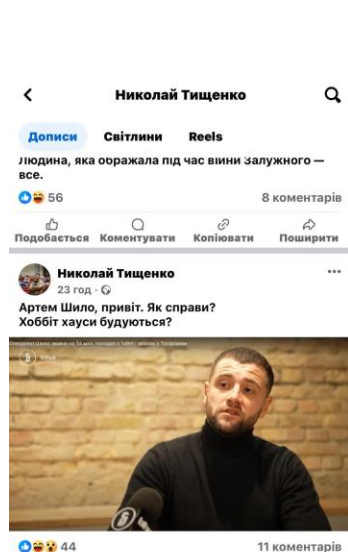 Николай Тищенко
Дописи Світлини Reels
Людина, яка ображала під час війни Залужного —
все.
56 8 коментарів
Подобається Коментувати Копіювати Поширити
Николай Тищенко
23 год ·
Артем Шило, привіт. Як справи?
Хоббіт хауси будуються?
44 11 коментарів